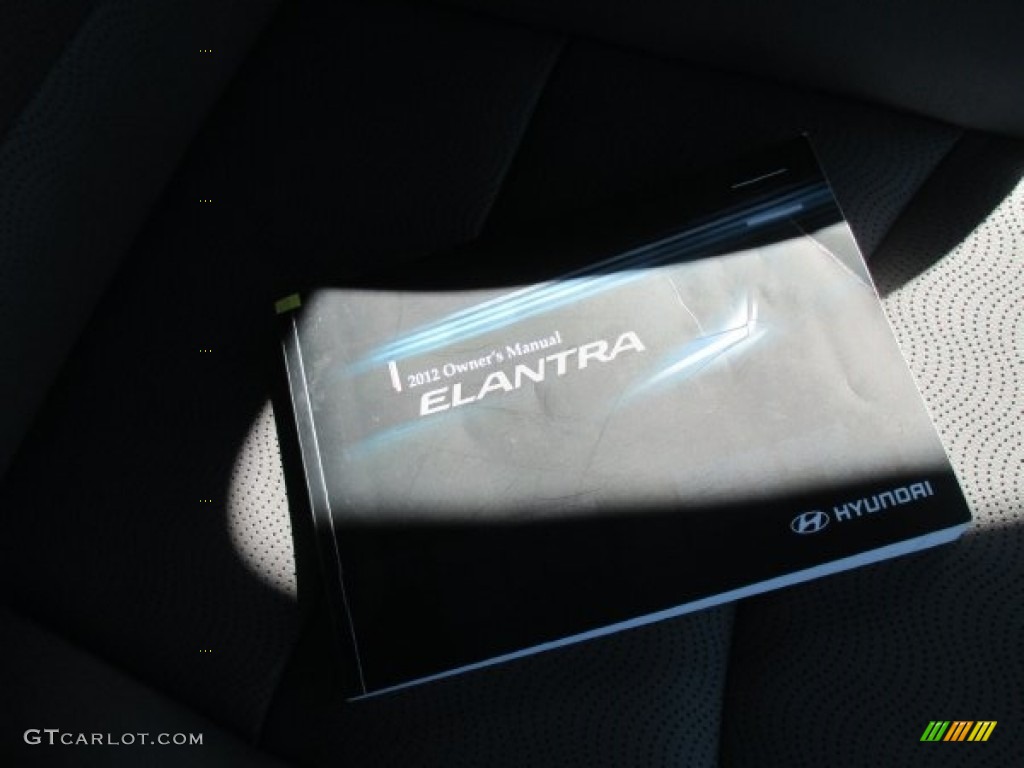 2012 Owner's Manual
ELANTRA
HYUNDAI
GTCARLOT.COM